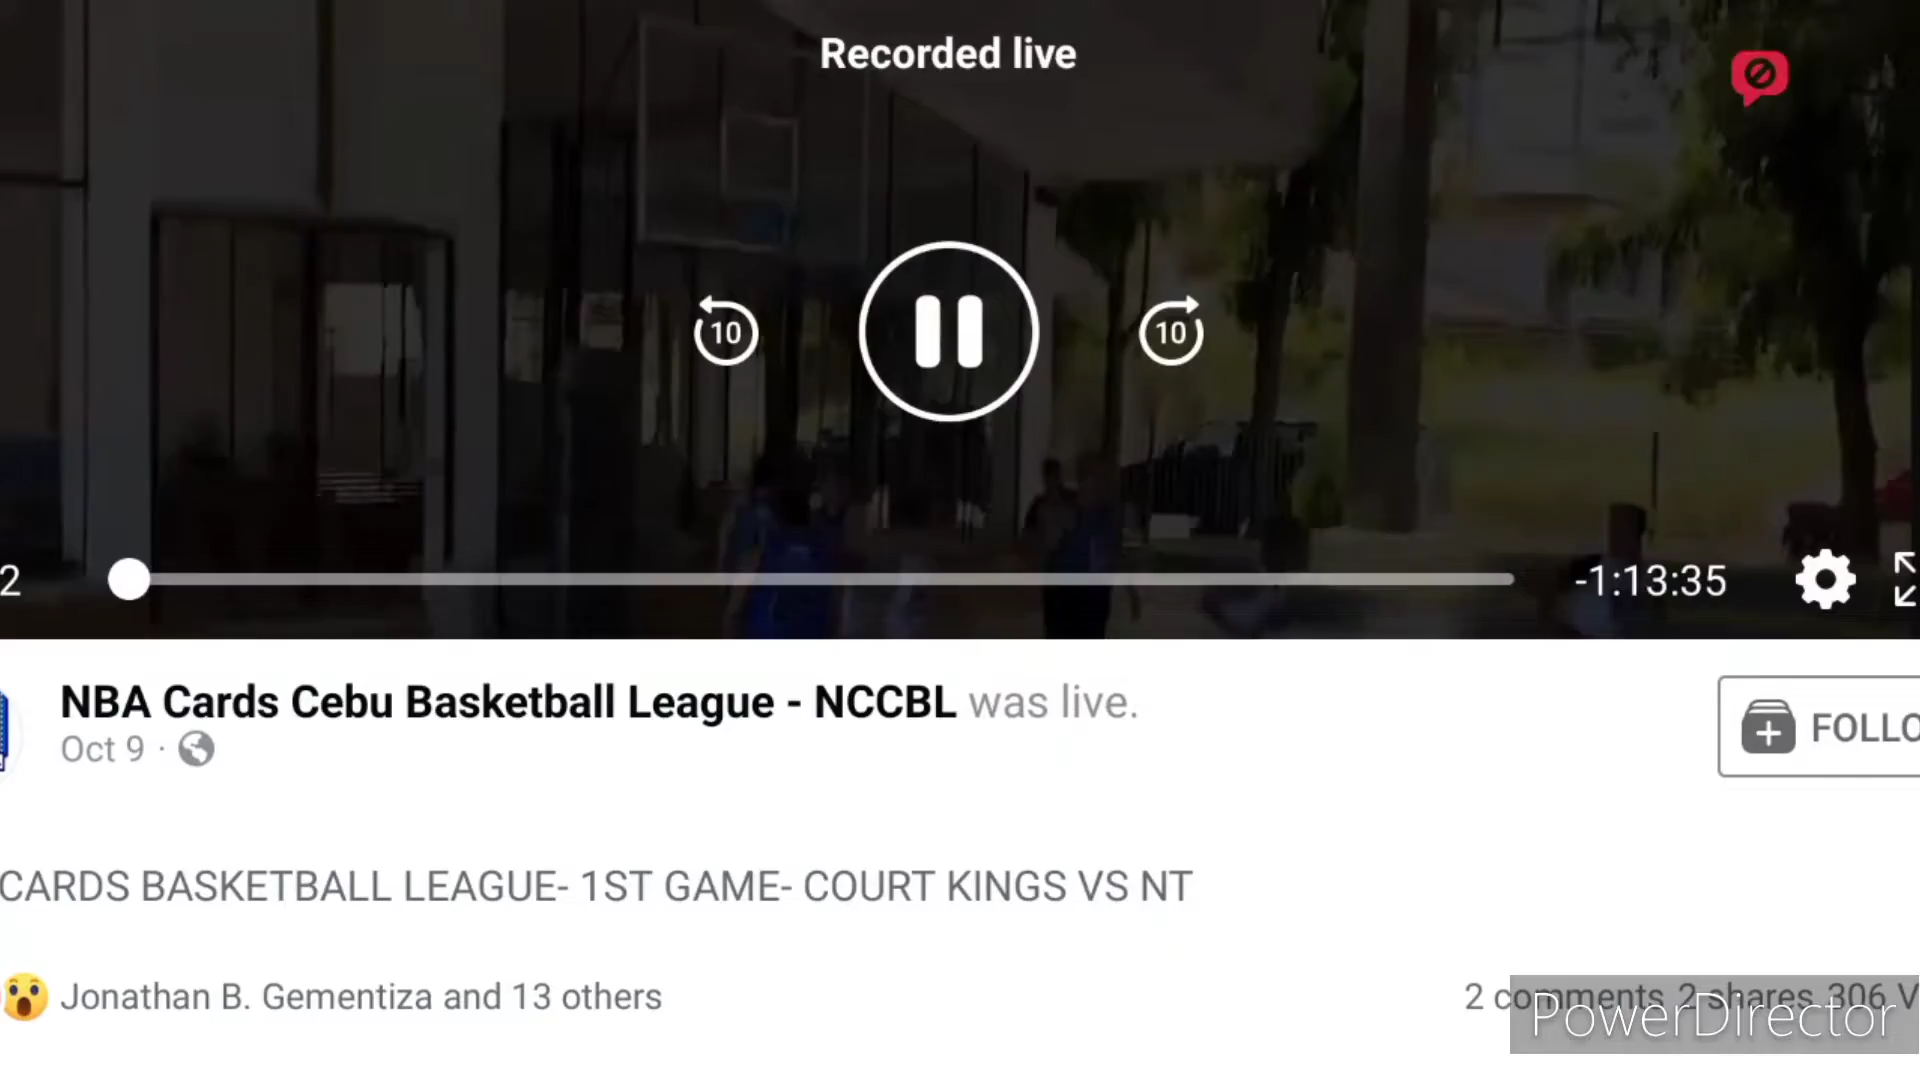 Recorded live
10
10
2
-1:13:35
NBA Cards Cebu Basketball League - NCCBL was live.
Oct 9 ·
FOLLO
CARDS BASKETBALL LEAGUE- 1ST GAME- COURT KINGS VS NT
Jonathan B. Gementiza and 13 others
2 comments 2 shares 306 V
PowerDirector